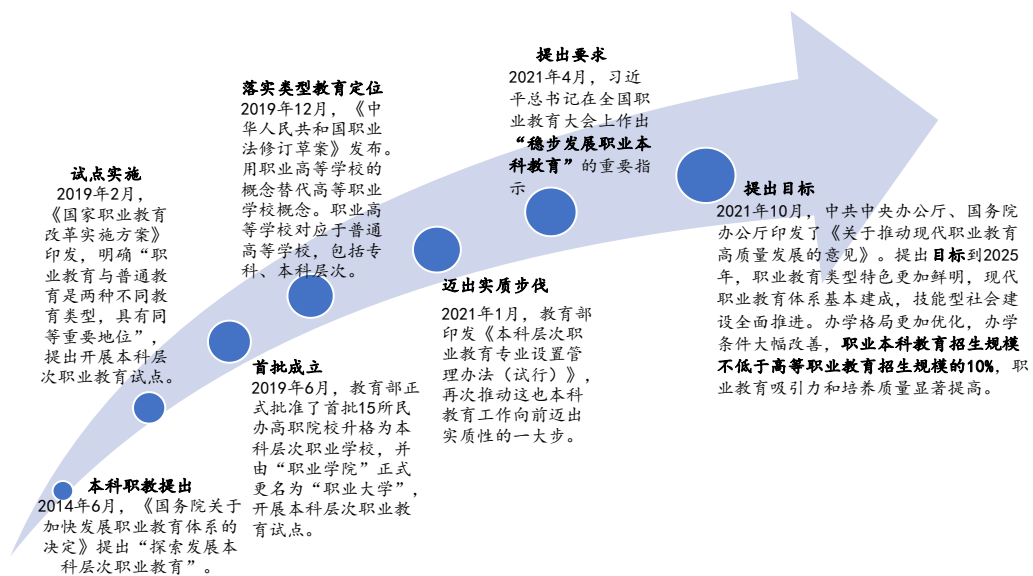 本科职教提出
2014年6月，《国务院关于
加快发展职业教育体系的
决定》提出“探索发展本
科层次职业教育”。
试点实施
2019年2月，
《国家职业教育
改革实施方案》
印发，明确“职
业教育与普通教
育是两种不同教
育类型，具有同
等重要地位”，
提出开展本科层
次职业教育试点。
首批成立
2019年6月，教育部正
式批准了首批15所民
办高职院校升格为本
科层次职业学校，并
由“职业学院”正式
更名为“职业大学”，
开展本科层次职业教
育试点。
落实类型教育定位
2019年12月，《中
华人民共和国职业
法修订草案》发布。
用职业高等学校的
概念替代高等职业
学校概念。职业高
等学校对应于普通
高等学校，包括专
科、本科层次。
迈出实质步伐
2021年1月，教育部
印发《本科层次职
业教育专业设置管
理办法（试行）》，
再次推动这也本科
教育工作向前迈出
实质性的一大步。
提出要求
2021年4月，习近
平总书记在全国职
业教育大会上作出
“稳步发展职业本
科教育”的重要指
示
提出目标
2021年10月，中共中央办公厅、国务院
办公厅印发了《关于推动现代职业教育
高质量发展的意见》。提出目标到2025
年，职业教育类型特色更加鲜明，现代
职业教育体系基本建成，技能型社会建
设全面推进。办学格局更加优化，办学
条件大幅改善，职业本科教育招生规模
不低于高等职业教育招生规模的10%，职
业教育吸引力和培养质量显著提高。